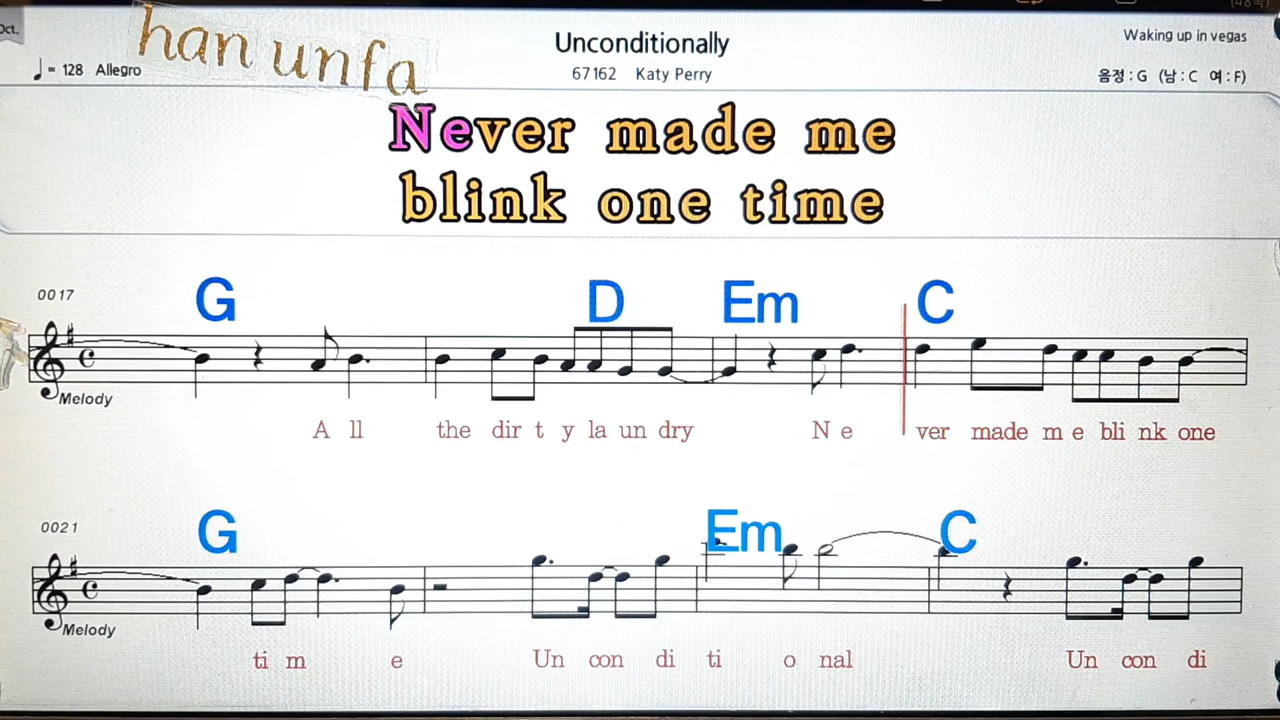 Oct.
han unfa
Unconditionally
Waking up in vegas
♩ = 128 Allegro
67162 Katy Perry
음정 : G (남 : C 여 : F)
Never made me
blink one time
0017
G D Em C
Melody
A ll the dir t y la un dry N e ver made m e bli nk one
0021
G Em C
Melody
ti m e Un con di ti o nal Un con di